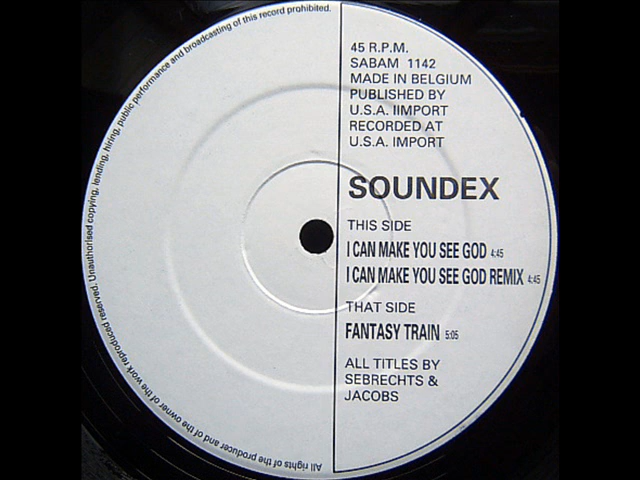 All rights of the producer and of the owner of the work reproduced reserved. Unauthorised copying, lending, hiring, public performance and broadcasting of this record prohibited.
45 R.P.M.
SABAM 1142
MADE IN BELGIUM
PUBLISHED BY
U.S.A. IIMPORT
RECORDED AT
U.S.A. IMPORT
SOUNDEX
THIS SIDE
I CAN MAKE YOU SEE GOD 4:45
I CAN MAKE YOU SEE GOD REMIX 4:45
THAT SIDE
FANTASY TRAIN 5:05
ALL TITLES BY
SEBRECHTS &
JACOBS